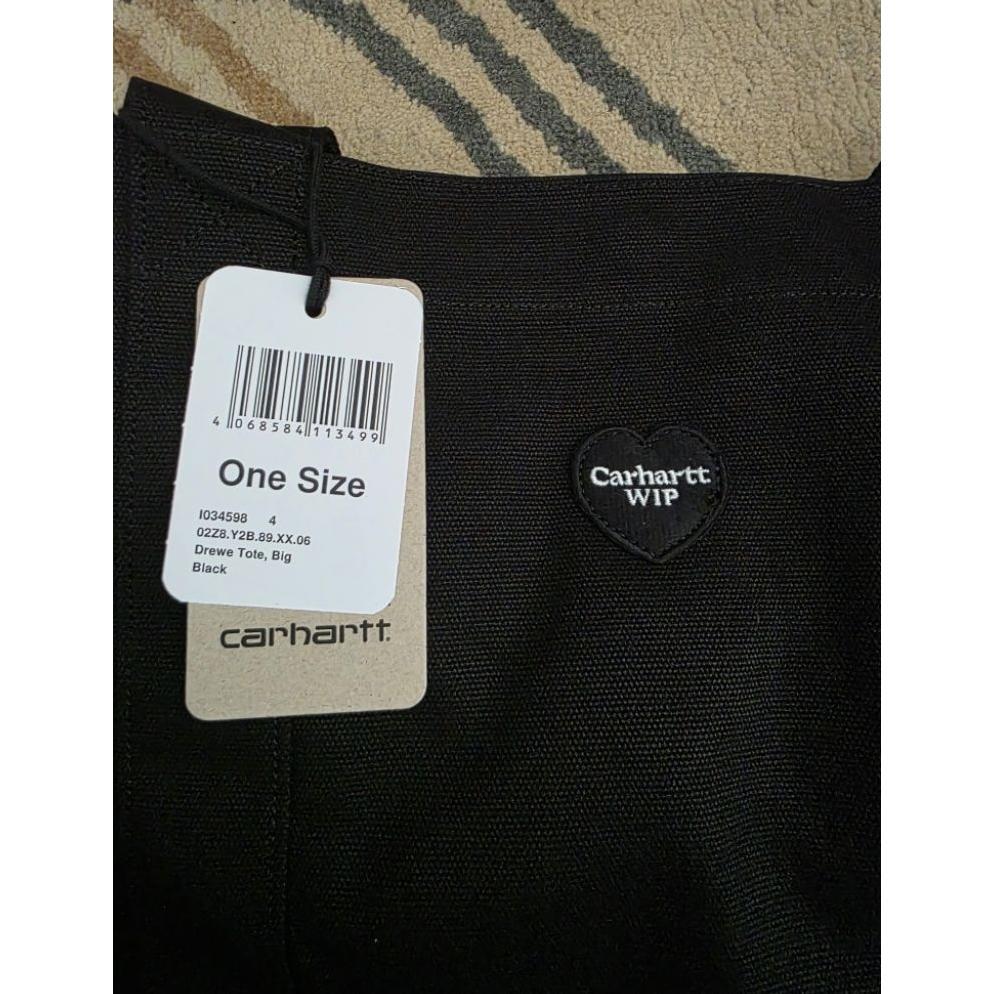 4 068584 113499
One Size
I034598 4
02Z8.Y2B.89.XX.06
Drewe Tote, Big
Black
carhartt
Carhartt
WIP